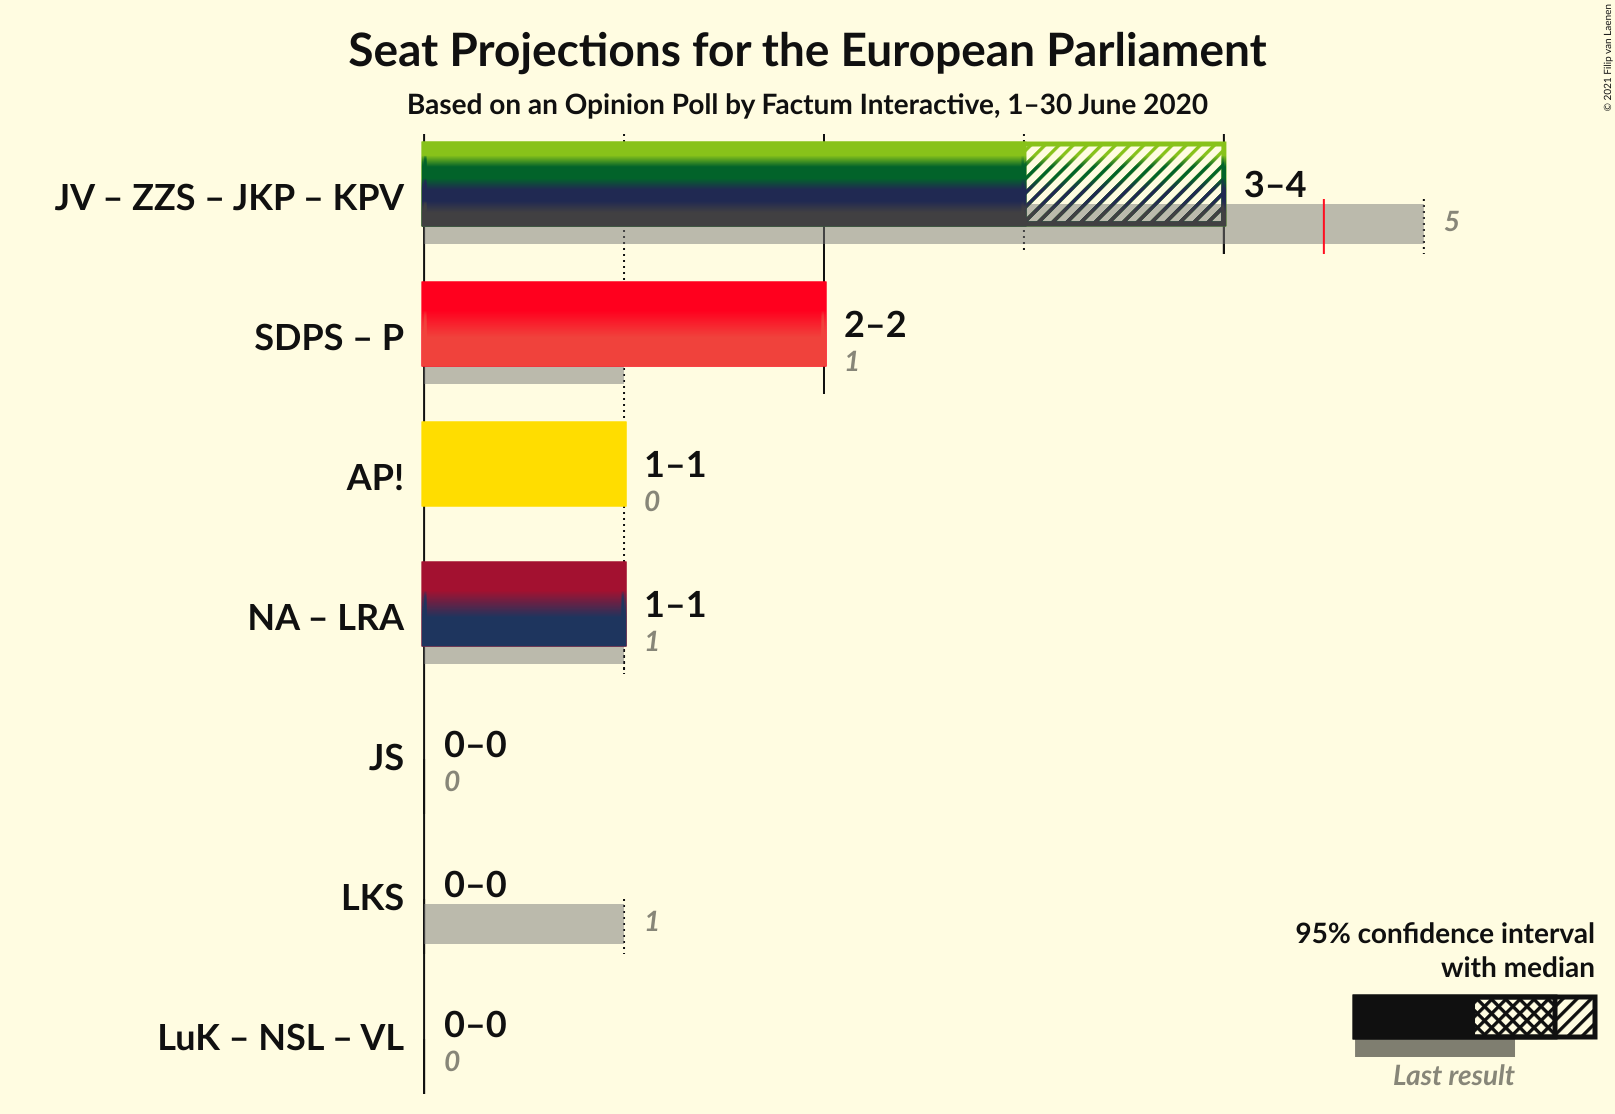 Seat Projections for the European Parliament
Based on an Opinion Poll by Factum Interactive, 1–30 June 2020
© 2021 Filip van Laenen
JV – ZZS – JKP – KPV
3–4
5
SDPS – P
2–2
1
AP!
1–1
0
NA – LRA
1–1
1
JS
0–0
0
LKS
0–0
1
LuK – NSL – VL
0–0
0
95% confidence interval
with median
Last result